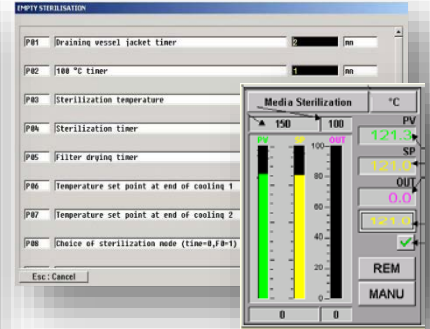 EMPTY STERILISATION
P01 Draining vessel jacket timer 2 mn
P02 100 °C timer 1 mn
P03 Sterilization temperature
P04 Sterilization timer
P05 Filter drying timer
P06 Temperature set point at end of cooling 1
P07 Temperature set point at end of cooling 2
P08 Choice of sterilization mode (time=0,F0=1)
Esc : Cancel
Media Sterilization °C
150 100 PV
121.3
PV SP OUT
100
SP
121.0
80
OUT
0.0
60
121.0
40
20
REM
0
MANU
0 0